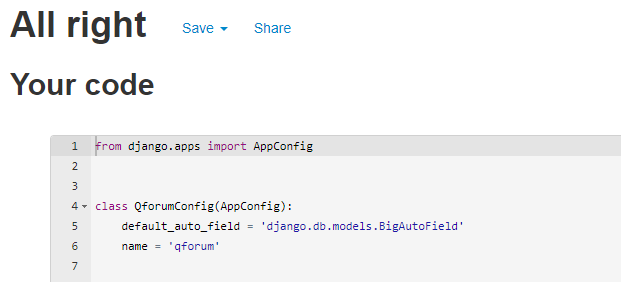 All right Save Share
Your code
1 from django.apps import AppConfig
2
3
4 class QforumConfig(AppConfig):
5 default_auto_field = 'django.db.models.BigAutoField'
6 name = 'qforum'
7